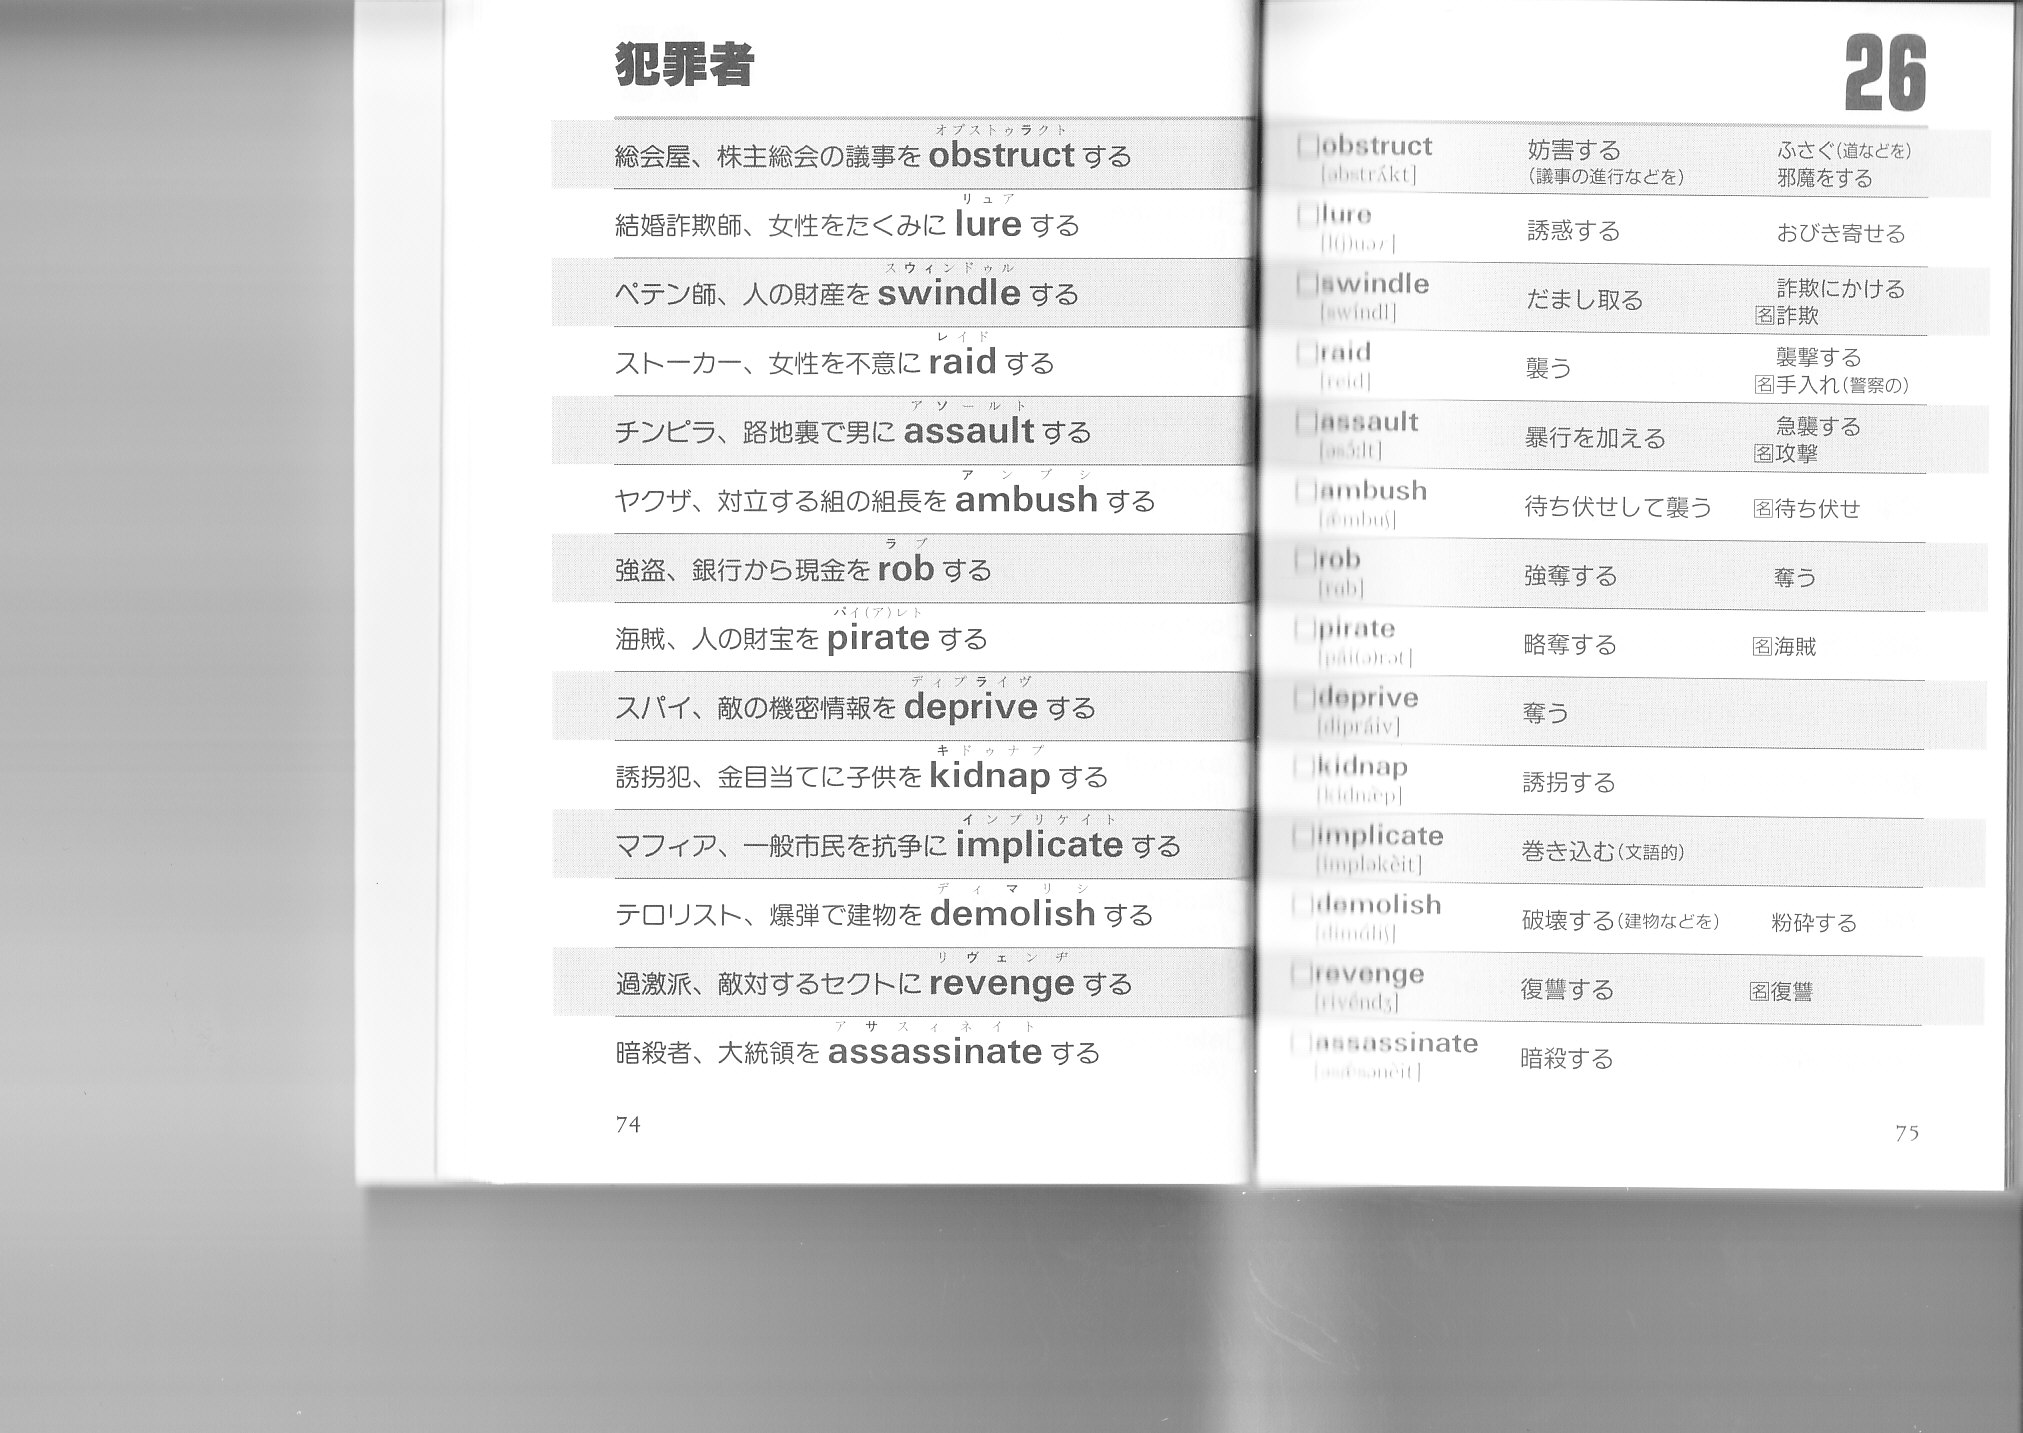 犯罪者
オブストゥラクト
総会屋、株主総会の議事を obstruct する
リュア
結婚詐欺師、女性をたくみに lure する
スウィンドゥル
ペテン師、人の財産を swindle する
レイド
ストーカー、女性を不意に raid する
アソールト
チンピラ、路地裏で男に assault する
アンブシ
ヤクザ、対立する組の組長を ambush する
ラブ
強盗、銀行から現金を rob する
パイ(ア)レト
海賊、人の財宝を pirate する
ディプライヴ
スパイ、敵の機密情報を deprive する
キドゥナプ
誘拐犯、金目当てに子供を kidnap する
インプリケイト
マフィア、一般市民を抗争に implicate する
ディマリシ
テロリスト、爆弾で建物を demolish する
リヴェンヂ
過激派、敵対するセクトに revenge する
アサスィネイト
暗殺者、大統領を assassinate する
74
26
obstruct 妨害する ふさぐ(道などを)
[əbstrʌ́kt] (議事の進行などを) 邪魔をする
lure 誘惑する おびき寄せる
swindle だまし取る 詐欺にかける
[swíndl] 名詐欺
raid 襲う 襲撃する
[reid] 名手入れ(警察の)
assault 暴行を加える 急襲する
[əsɔ́ːlt] 名攻撃
ambush 待ち伏せして襲う 名待ち伏せ
[ǽmbuʃ]
rob 強奪する 奪う
[rɑb]
pirate 略奪する 名海賊
[pái(ə)rət]
deprive 奪う
[dipráiv]
kidnap 誘拐する
[kídnæp]
implicate 巻き込む(文語的)
[ímpləkèit]
demolish 破壊する(建物などを) 粉砕する
[dimɑ́liʃ]
revenge 復讐する 名復讐
[rivéndʒ]
assassinate 暗殺する
[əsǽsənèit]
75